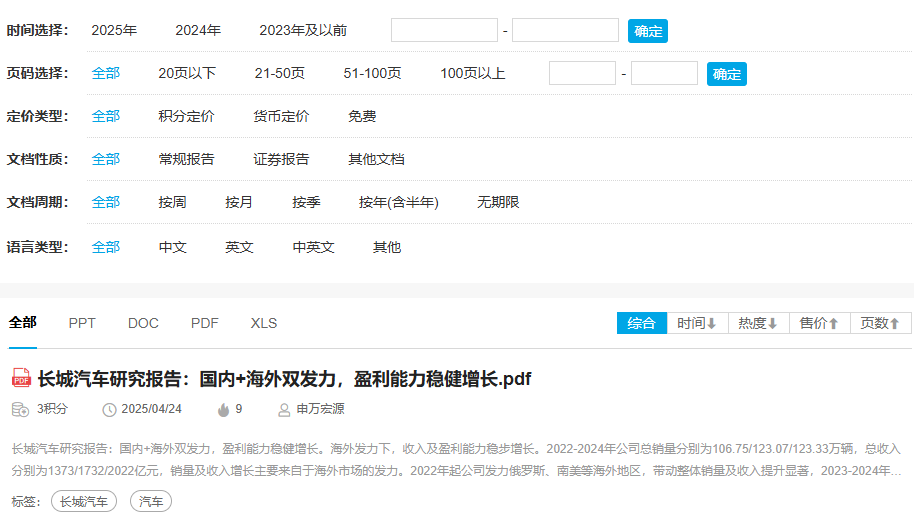 时间选择： 2025年 2024年 2023年及以前 - 确定
页码选择： 全部 20页以下 21-50页 51-100页 100页以上 - 确定
定价类型： 全部 积分定价 货币定价 免费
文档性质： 全部 常规报告 证券报告 其他文档
文档周期： 全部 按周 按月 按季 按年(含半年) 无期限
语言类型： 全部 中文 英文 中英文 其他
全部 PPT DOC PDF XLS 综合 时间↓ 热度↓ 售价↑ 页数↑
PDF 长城汽车研究报告：国内+海外双发力，盈利能力稳健增长.pdf
3积分 2025/04/24 9 申万宏源
长城汽车研究报告：国内+海外双发力，盈利能力稳健增长。海外发力下，收入及盈利能力稳步增长。2022-2024年公司总销量分别为106.75/123.07/123.33万辆，总收入
分别为1373/1732/2022亿元，销量及收入增长主要来自于海外市场的发力。2022年起公司发力俄罗斯、南美等海外地区，带动整体销量及收入提升显著，2023-2024年...
标签： 长城汽车 汽车